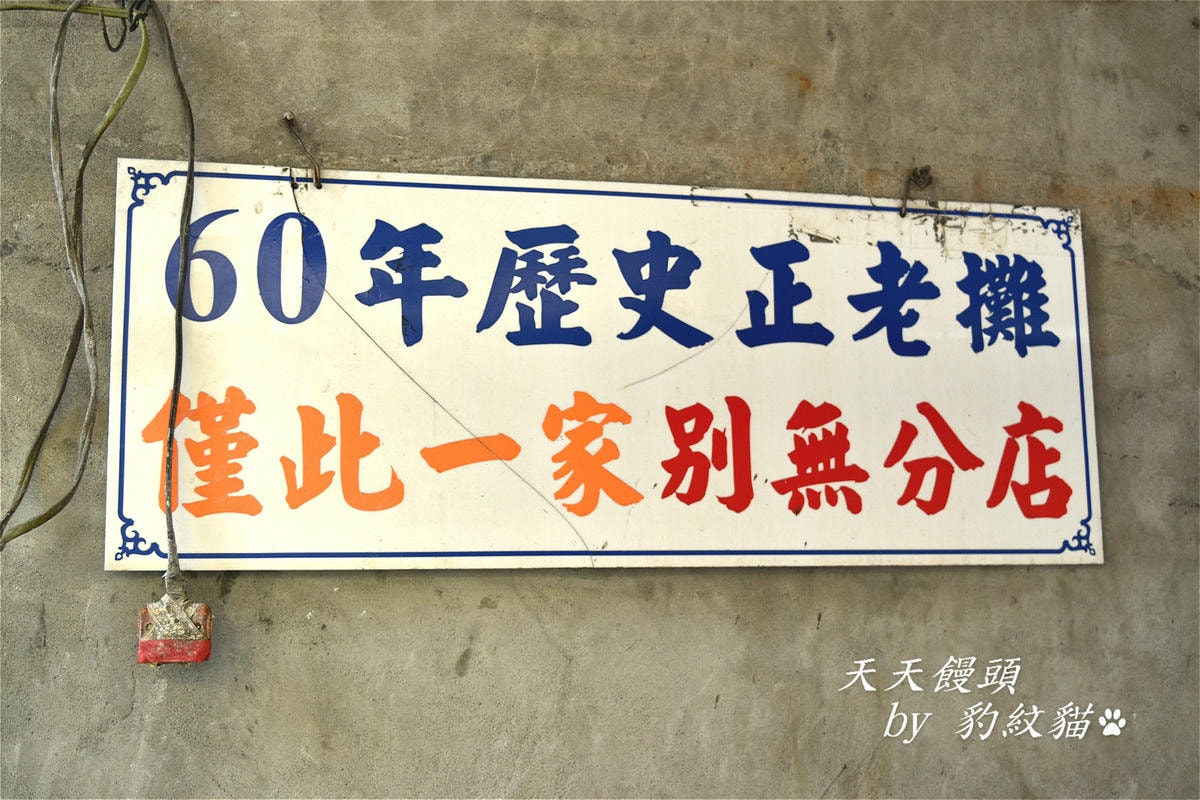 60年歷史正老攤
僅此一家別無分店
天天饅頭
by 豹紋貓